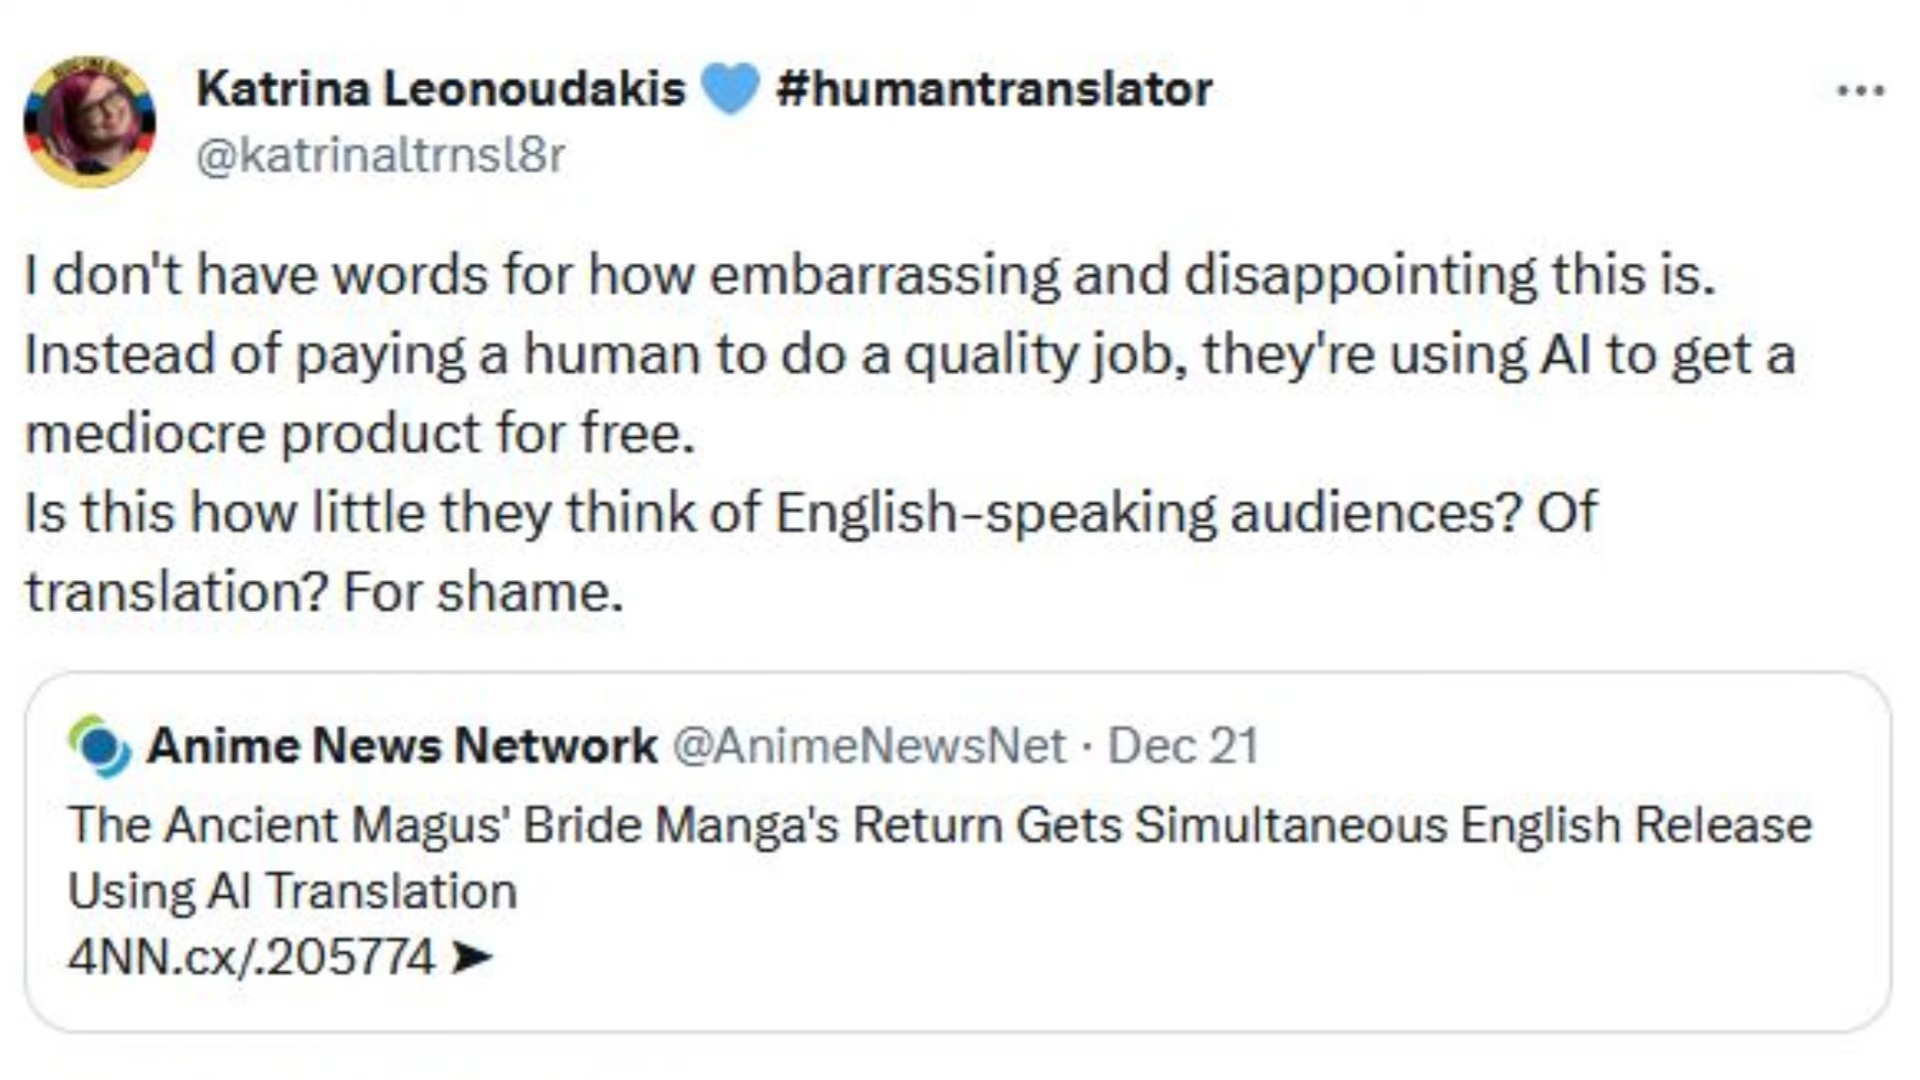 Katrina Leonoudakis 💙 #humantranslator
@katrinaltrnsl8r
I don't have words for how embarrassing and disappointing this is.
Instead of paying a human to do a quality job, they're using AI to get a
mediocre product for free.
Is this how little they think of English-speaking audiences? Of
translation? For shame.
Anime News Network @AnimeNewsNet · Dec 21
The Ancient Magus' Bride Manga's Return Gets Simultaneous English Release
Using AI Translation
4NN.cx/.205774 ➤